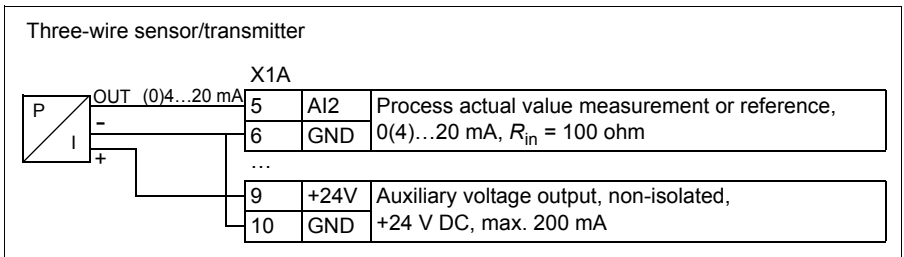 Three-wire sensor/transmitter
X1A
P
I
OUT (0)4…20 mA
-
+
5 AI2 Process actual value measurement or reference,
6 GND 0(4)…20 mA, Rin = 100 ohm
…
9 +24V Auxiliary voltage output, non-isolated,
10 GND +24 V DC, max. 200 mA